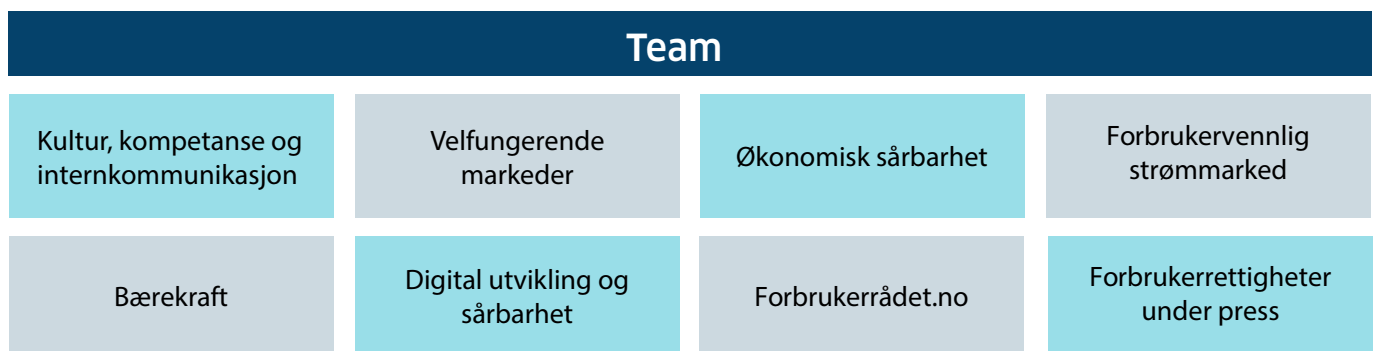 Team
Kultur, kompetanse og
internkommunikasjon
Velfungerende
markeder
Økonomisk sårbarhet
Forbrukervennlig
strømmarked
Bærekraft
Digital utvikling og
sårbarhet
Forbrukerrådet.no
Forbrukerrettigheter
under press